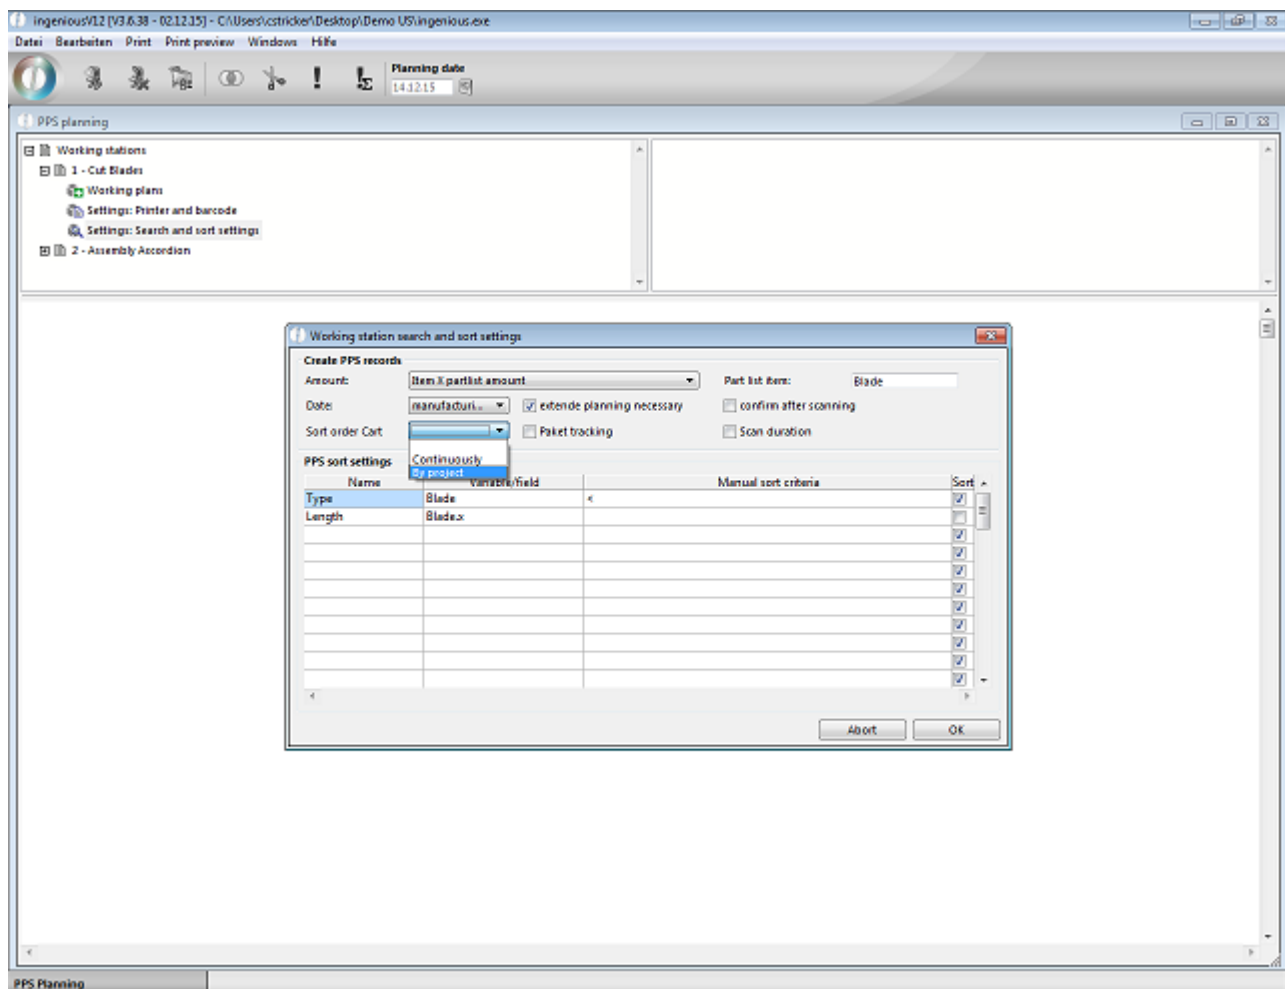 ingeniousV12 [V3.6.38 - 02.12.15] - C:\Users\cstricker\Desktop\Demo US\ingenious.exe
Datei Bearbeiten Print Print preview Windows Hilfe
Planning date
14.12.15
PPS planning
Working stations
1 - Cut Blades
Working plans
Settings: Printer and barcode
Settings: Search and sort settings
2 - Assembly Accordion
Working station search and sort settings
Create PPS records
Amount: Item X partlist amount Part list item: Blade
Date: manufacturi... extende planning necessary confirm after scanning
Sort order Cart Paket tracking Scan duration
Continuously
By project
PPS sort settings
Name Variable/field Manual sort criteria Sort
Type Blade <
Length Blade.x
Abort OK
PPS Planning